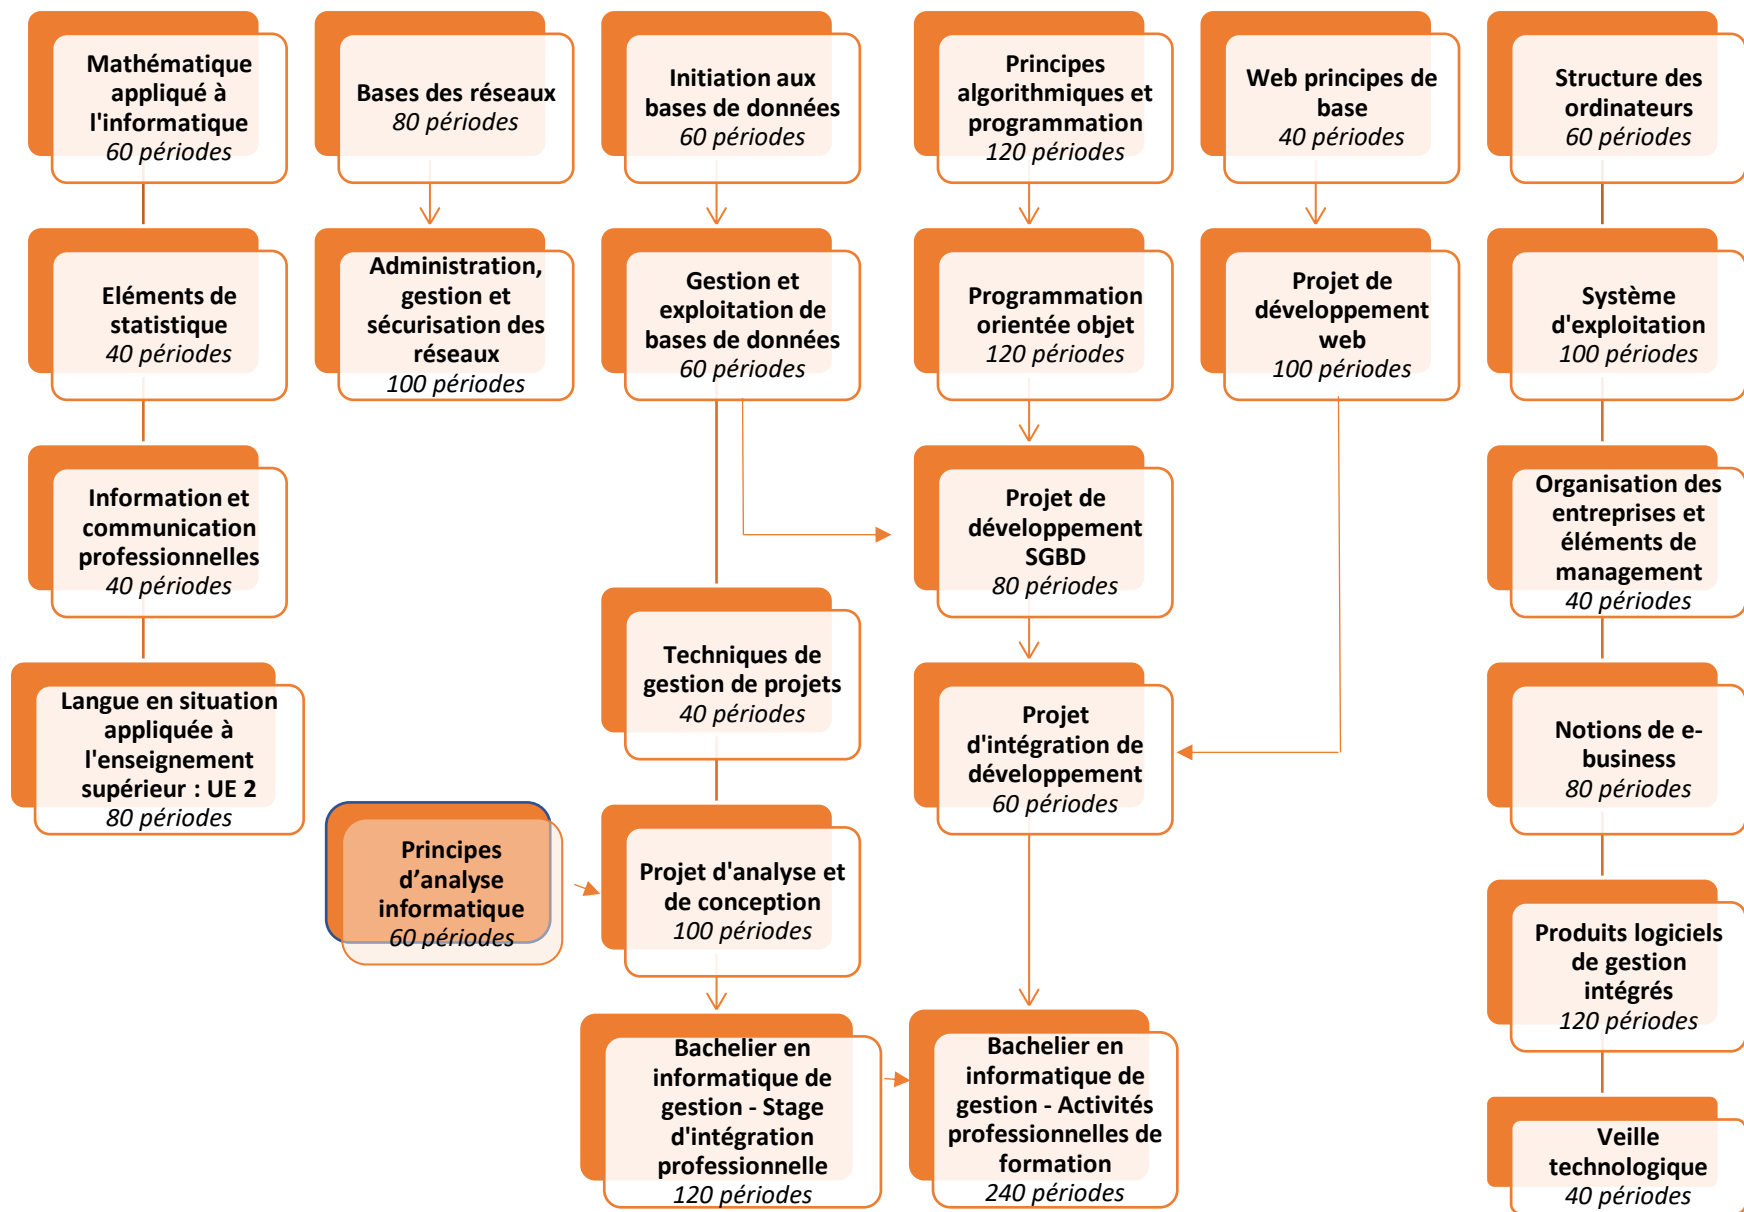 Mathématique
appliqué à
l'informatique
60 périodes
Bases des réseaux
80 périodes
Initiation aux
bases de données
60 périodes
Principes
algorithmiques et
programmation
120 périodes
Web principes de
base
40 périodes
Structure des
ordinateurs
60 périodes
Eléments de
statistique
40 périodes
Administration,
gestion et
sécurisation des
réseaux
100 périodes
Gestion et
exploitation de
bases de données
60 périodes
Programmation
orientée objet
120 périodes
Projet de
développement
web
100 périodes
Système
d'exploitation
100 périodes
Information et
communication
professionnelles
40 périodes
Projet de
développement
SGBD
80 périodes
Organisation des
entreprises et
éléments de
management
40 périodes
Langue en situation
appliquée à
l'enseignement
supérieur : UE 2
80 périodes
Techniques de
gestion de projets
40 périodes
Projet
d'intégration de
développement
60 périodes
Notions de e-
business
80 périodes
Principes
d’analyse
informatique
60 périodes
Projet d'analyse et
de conception
100 périodes
Produits logiciels
de gestion
intégrés
120 périodes
Bachelier en
informatique de
gestion - Stage
d'intégration
professionnelle
120 périodes
Bachelier en
informatique de
gestion - Activités
professionnelles de
formation
240 périodes
Veille
technologique
40 périodes